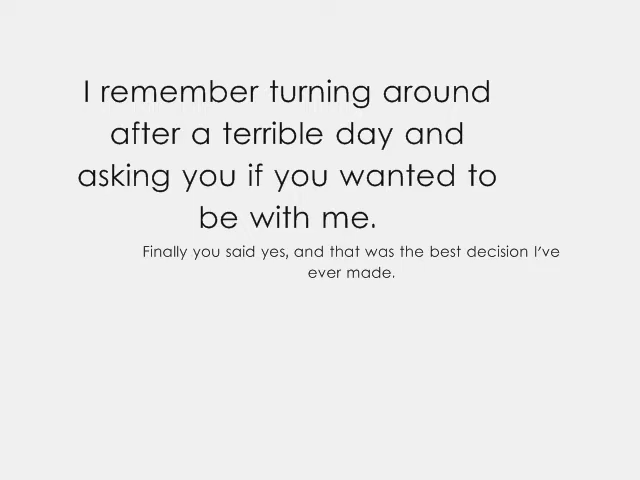 I remember turning around
after a terrible day and
asking you if you wanted to
be with me.
Finally you said yes, and that was the best decision I've
ever made.